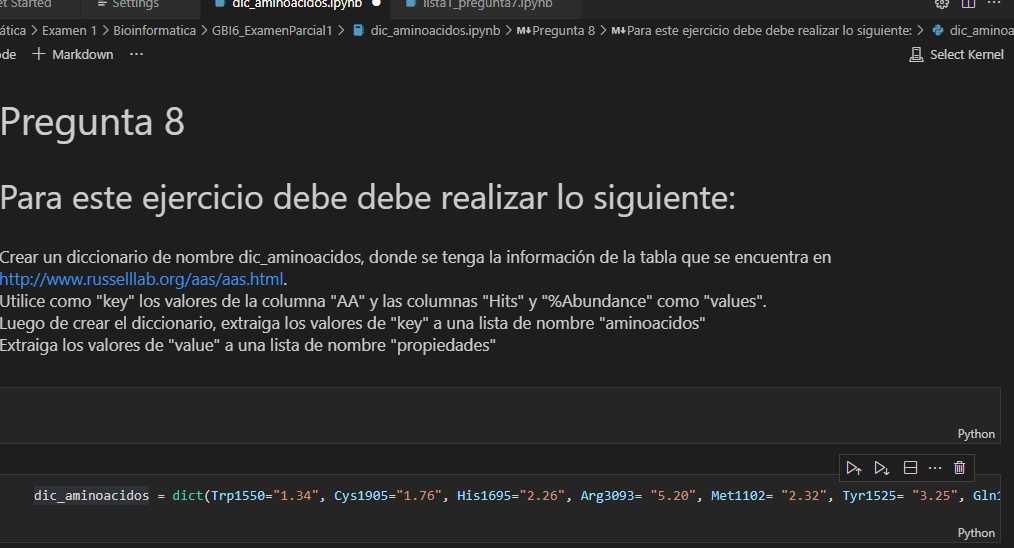 et Started Settings dic_aminoacidos.ipynb lista1_pregunta7.ipynb
ática > Examen 1 > Bioinformatica > GBI6_ExamenParcial1 > dic_aminoacidos.ipynb > M↓Pregunta 8 > M↓Para este ejercicio debe debe realizar lo siguiente: > dic_aminoa
ode + Markdown ... Select Kernel
Pregunta 8
Para este ejercicio debe debe realizar lo siguiente:
Crear un diccionario de nombre dic_aminoacidos, donde se tenga la información de la tabla que se encuentra en
http://www.russelllab.org/aas/aas.html.
Utilice como "key" los valores de la columna "AA" y las columnas "Hits" y "%Abundance" como "values".
Luego de crear el diccionario, extraiga los valores de "key" a una lista de nombre "aminoacidos"
Extraiga los valores de "value" a una lista de nombre "propiedades"
Python
dic_aminoacidos = dict(Trp1550="1.34", Cys1905="1.76", His1695="2.26", Arg3093= "5.20", Met1102= "2.32", Tyr1525= "3.25", Gln1
Python